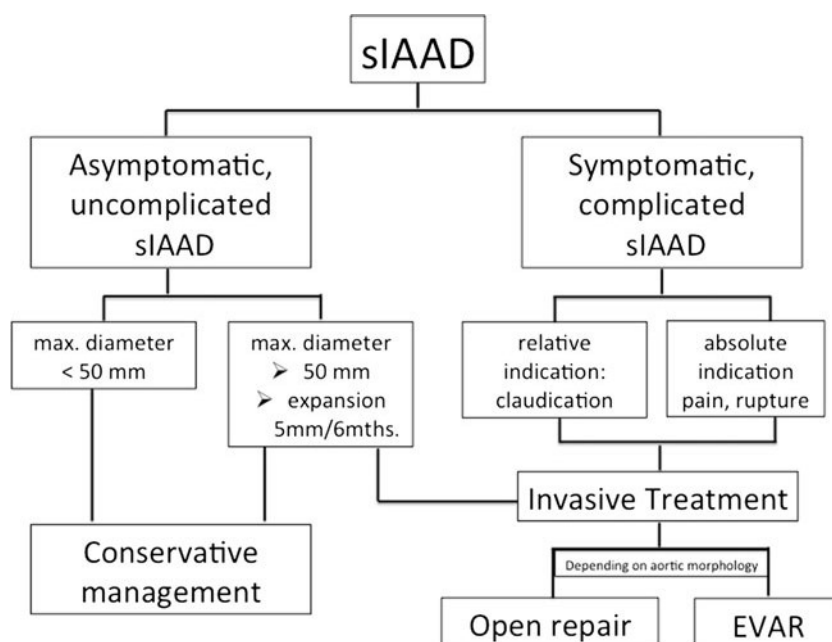 sIAAD
Asymptomatic,
uncomplicated
sIAAD
Symptomatic,
complicated
sIAAD
max. diameter
< 50 mm
max. diameter
➢ 50 mm
➢ expansion
5mm/6mths.
relative
indication:
claudication
absolute
indication
pain, rupture
Invasive Treatment
Conservative
management
Depending on aortic morphology
Open repair
EVAR